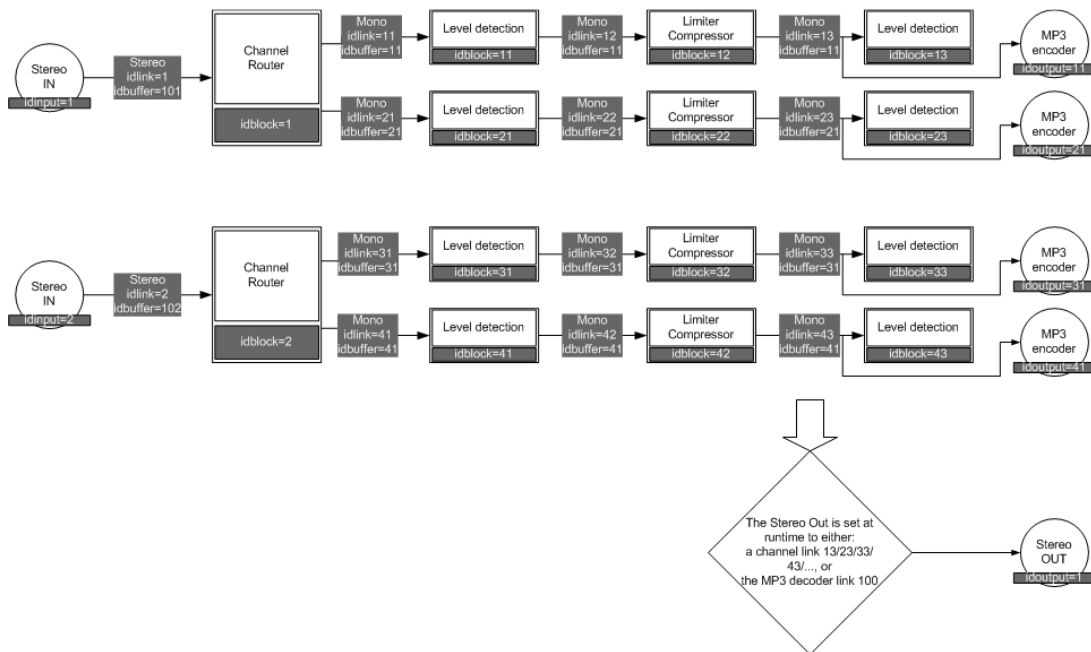 Stereo
IN
idinput=1
Stereo
idlink=1
idbuffer=101
Channel
Router
idblock=1
Mono
idlink=11
idbuffer=11
Level detection
idblock=11
Mono
idlink=12
idbuffer=11
Limiter
Compressor
idblock=12
Mono
idlink=13
idbuffer=11
Level detection
idblock=13
MP3
encoder
idoutput=11
Mono
idlink=21
idbuffer=21
Level detection
idblock=21
Mono
idlink=22
idbuffer=21
Limiter
Compressor
idblock=22
Mono
idlink=23
idbuffer=21
Level detection
idblock=23
MP3
encoder
idoutput=21
Stereo
IN
idinput=2
Stereo
idlink=2
idbuffer=102
Channel
Router
idblock=2
Mono
idlink=31
idbuffer=31
Level detection
idblock=31
Mono
idlink=32
idbuffer=31
Limiter
Compressor
idblock=32
Mono
idlink=33
idbuffer=31
Level detection
idblock=33
MP3
encoder
idoutput=31
Mono
idlink=41
idbuffer=41
Level detection
idblock=41
Mono
idlink=42
idbuffer=41
Limiter
Compressor
idblock=42
Mono
idlink=43
idbuffer=41
Level detection
idblock=43
MP3
encoder
idoutput=41
The Stereo Out is set at
runtime to either:
a channel link 13/23/33/
43/..., or
the MP3 decoder link 100
Stereo
OUT
idoutput=1